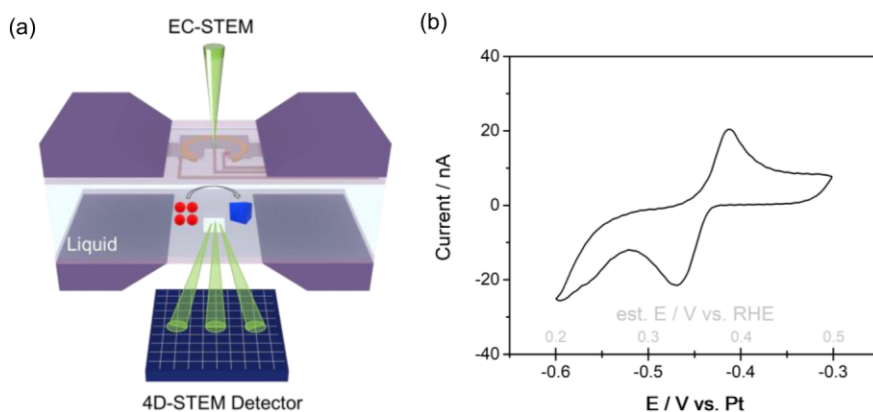 (a)
EC-STEM
Liquid
4D-STEM Detector
(b)
Current / nA
40
20
0
-20
-40
est. E / V vs. RHE
0.2 0.3 0.4 0.5
-0.6 -0.5 -0.4 -0.3
E / V vs. Pt